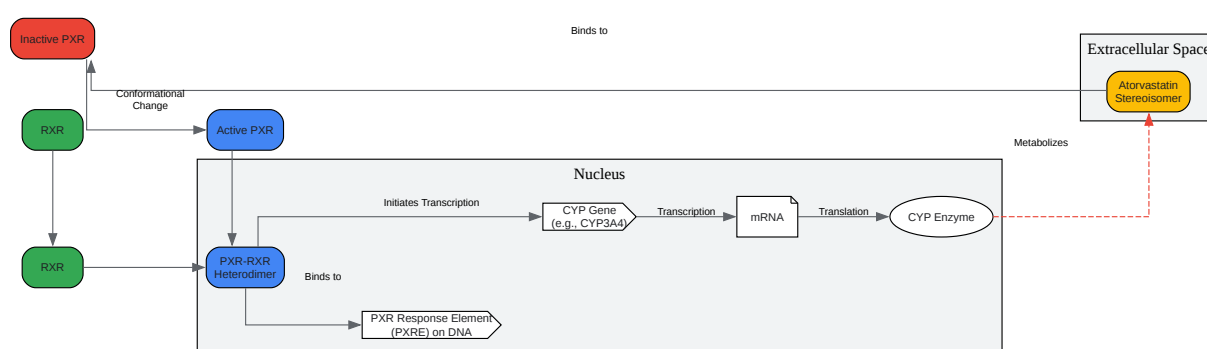 Binds to
Inactive PXR
Extracellular Space
Atorvastatin
Stereoisomer
Conformational
Change
RXR
Active PXR
Metabolizes
Nucleus
Initiates Transcription
CYP Gene
(e.g., CYP3A4)
Transcription
mRNA
Translation
CYP Enzyme
RXR
PXR-RXR
Heterodimer
Binds to
PXR Response Element
(PXRE) on DNA